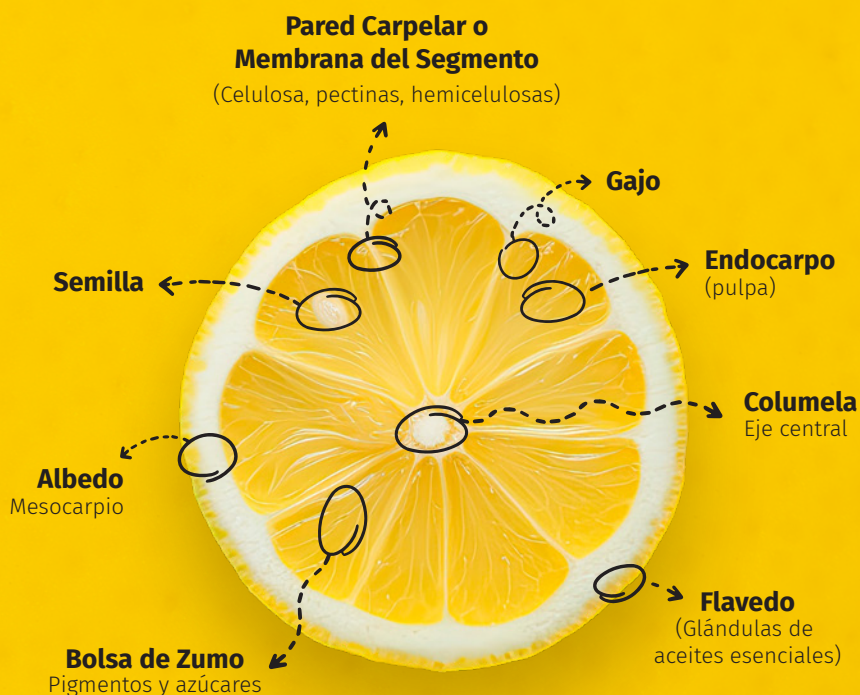 Pared Carpelar o
Membrana del Segmento
(Celulosa, pectinas, hemicelulosas)
Gajo
Endocarpo
(pulpa)
Semilla
Columela
Eje central
Albedo
Mesocarpio
Flavedo
(Glándulas de
aceites esenciales)
Bolsa de Zumo
Pigmentos y azúcares